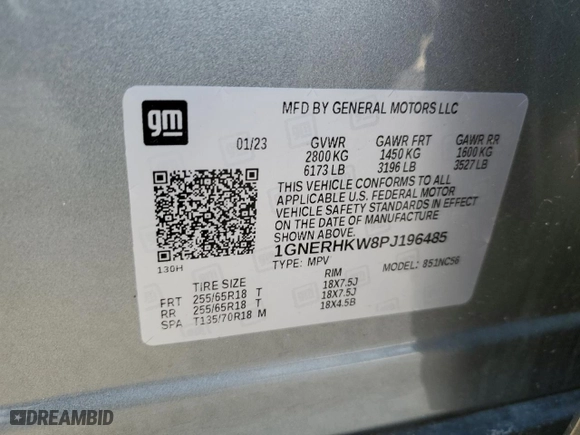 gm
MFD BY GENERAL MOTORS LLC
01/23 GVWR GAWR FRT GAWR RR
2800 KG 1450 KG 1600 KG
6173 LB 3196 LB 3527 LB
THIS VEHICLE CONFORMS TO ALL
APPLICABLE U.S. FEDERAL MOTOR
VEHICLE SAFETY STANDARDS IN EFFECT
ON THE DATE OF MANUFACTURE
SHOWN ABOVE.
1GNERHKW8PJ196485
130H
TYPE: MPV MODEL: 851NC56
TIRE SIZE RIM
FRT 255/65R18 T 18X7.5J
RR 255/65R18 T 18X7.5J
SPA T135/70R18 M 18X4.5B
DREAMBID